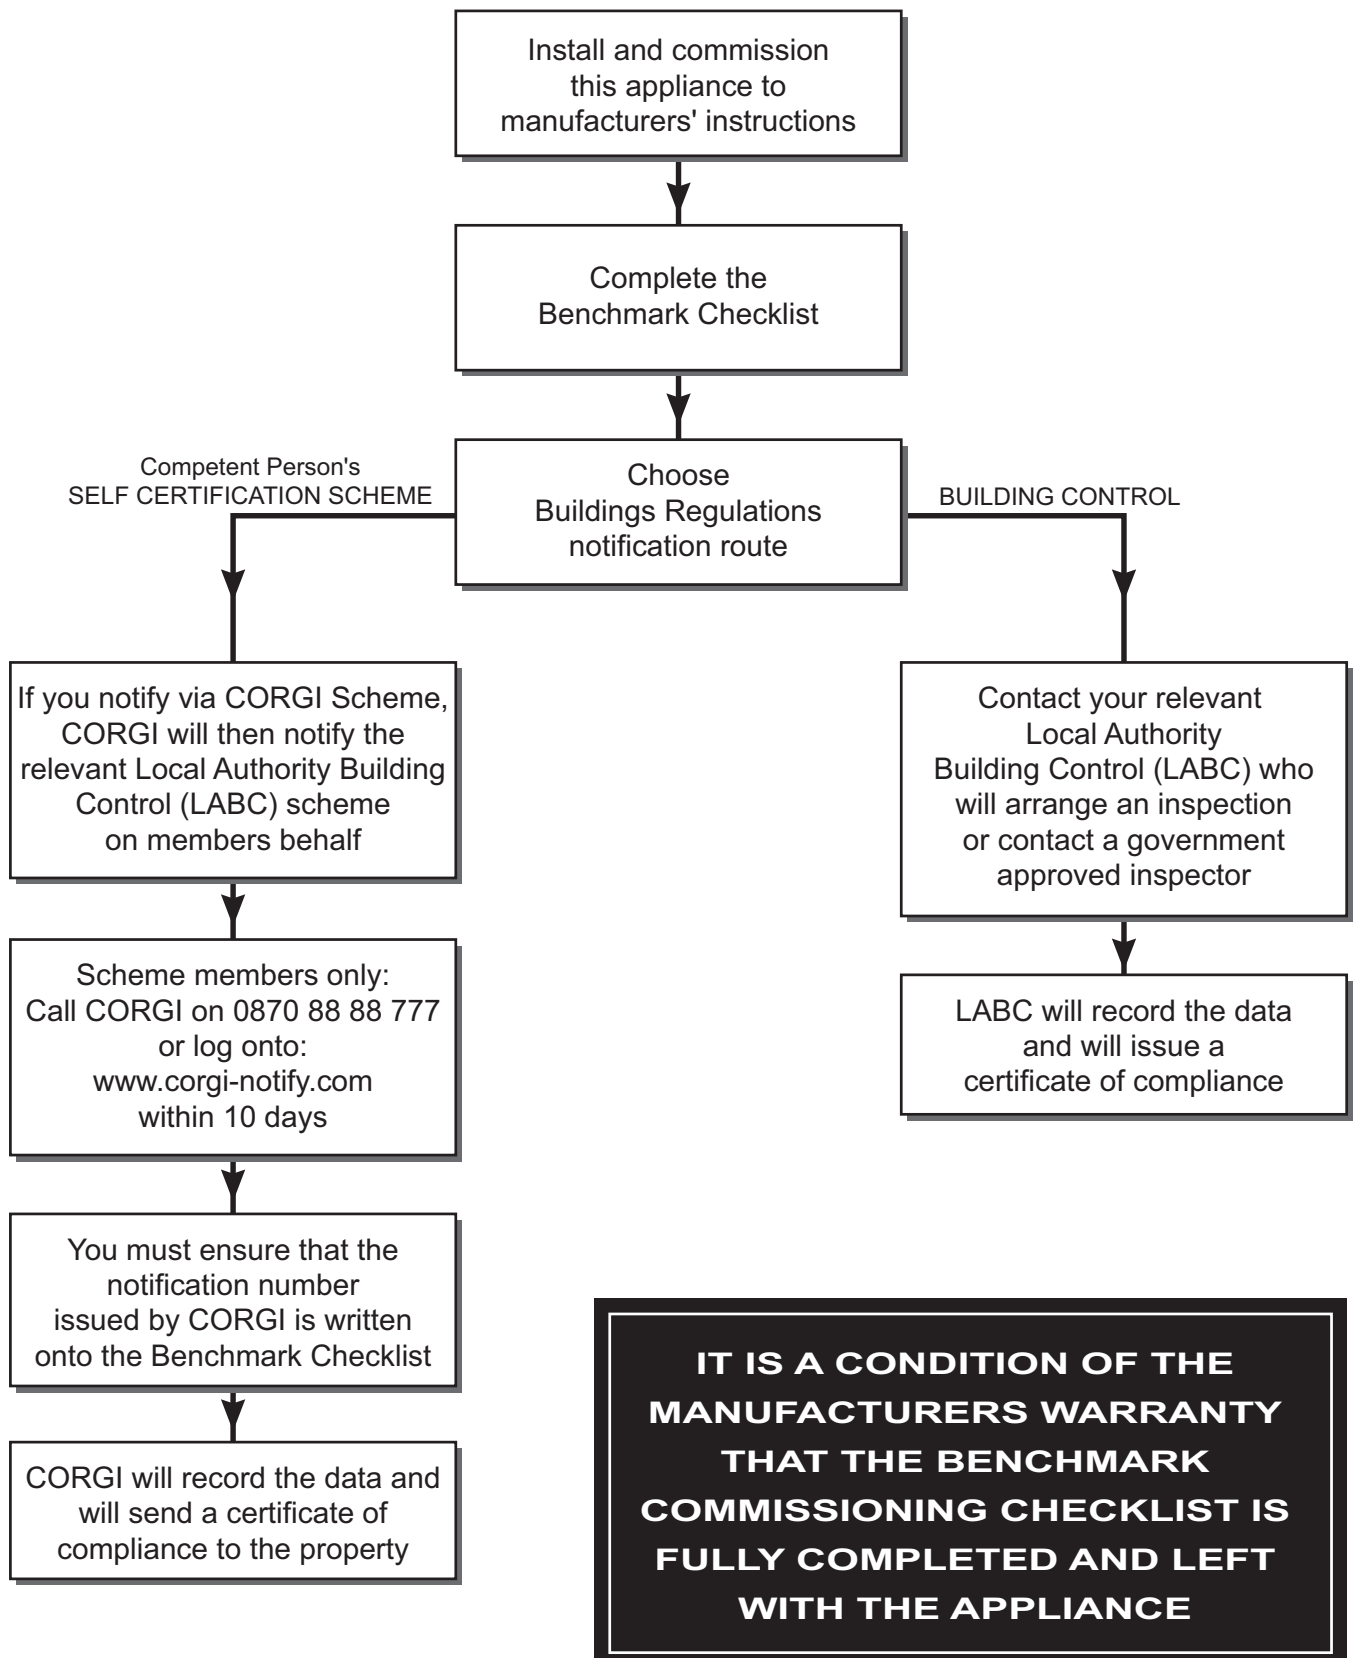 Install and commission
this appliance to
manufacturers' instructions
Complete the
Benchmark Checklist
Choose
Buildings Regulations
notification route
Competent Person's
SELF CERTIFICATION SCHEME
BUILDING CONTROL
If you notify via CORGI Scheme,
CORGI will then notify the
relevant Local Authority Building
Control (LABC) scheme
on members behalf
Scheme members only:
Call CORGI on 0870 88 88 777
or log onto:
www.corgi-notify.com
within 10 days
You must ensure that the
notification number
issued by CORGI is written
onto the Benchmark Checklist
CORGI will record the data and
will send a certificate of
compliance to the property
Contact your relevant
Local Authority
Building Control (LABC) who
will arrange an inspection
or contact a government
approved inspector
LABC will record the data
and will issue a
certificate of compliance
IT IS A CONDITION OF THE
MANUFACTURERS WARRANTY
THAT THE BENCHMARK
COMMISSIONING CHECKLIST IS
FULLY COMPLETED AND LEFT
WITH THE APPLIANCE